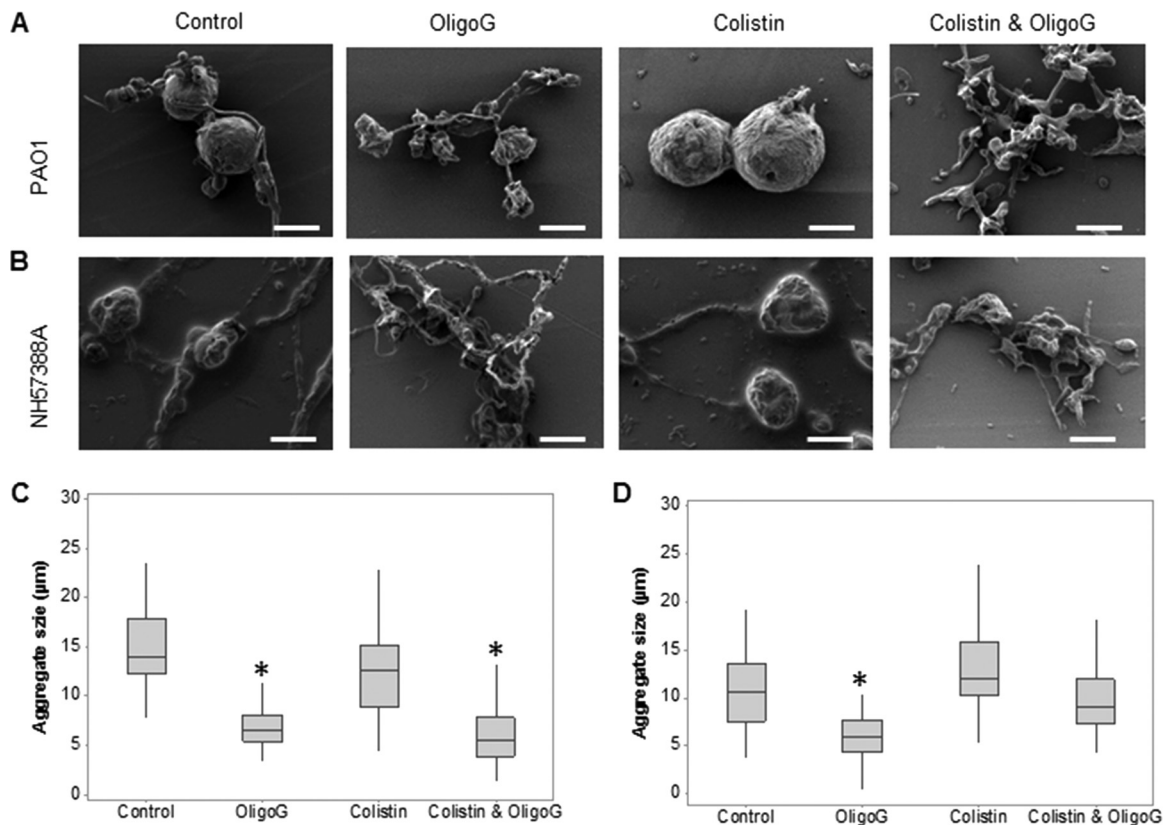 A
Control OligoG Colistin Colistin & OligoG
PAO1
B
NH57388A
C
Aggregate szie (µm)
30
25
20
15
10
5
0
Control OligoG Colistin Colistin & OligoG
*
*
D
Aggregate size (µm)
30
25
20
15
10
5
0
Control OligoG Colistin Colistin & OligoG
*